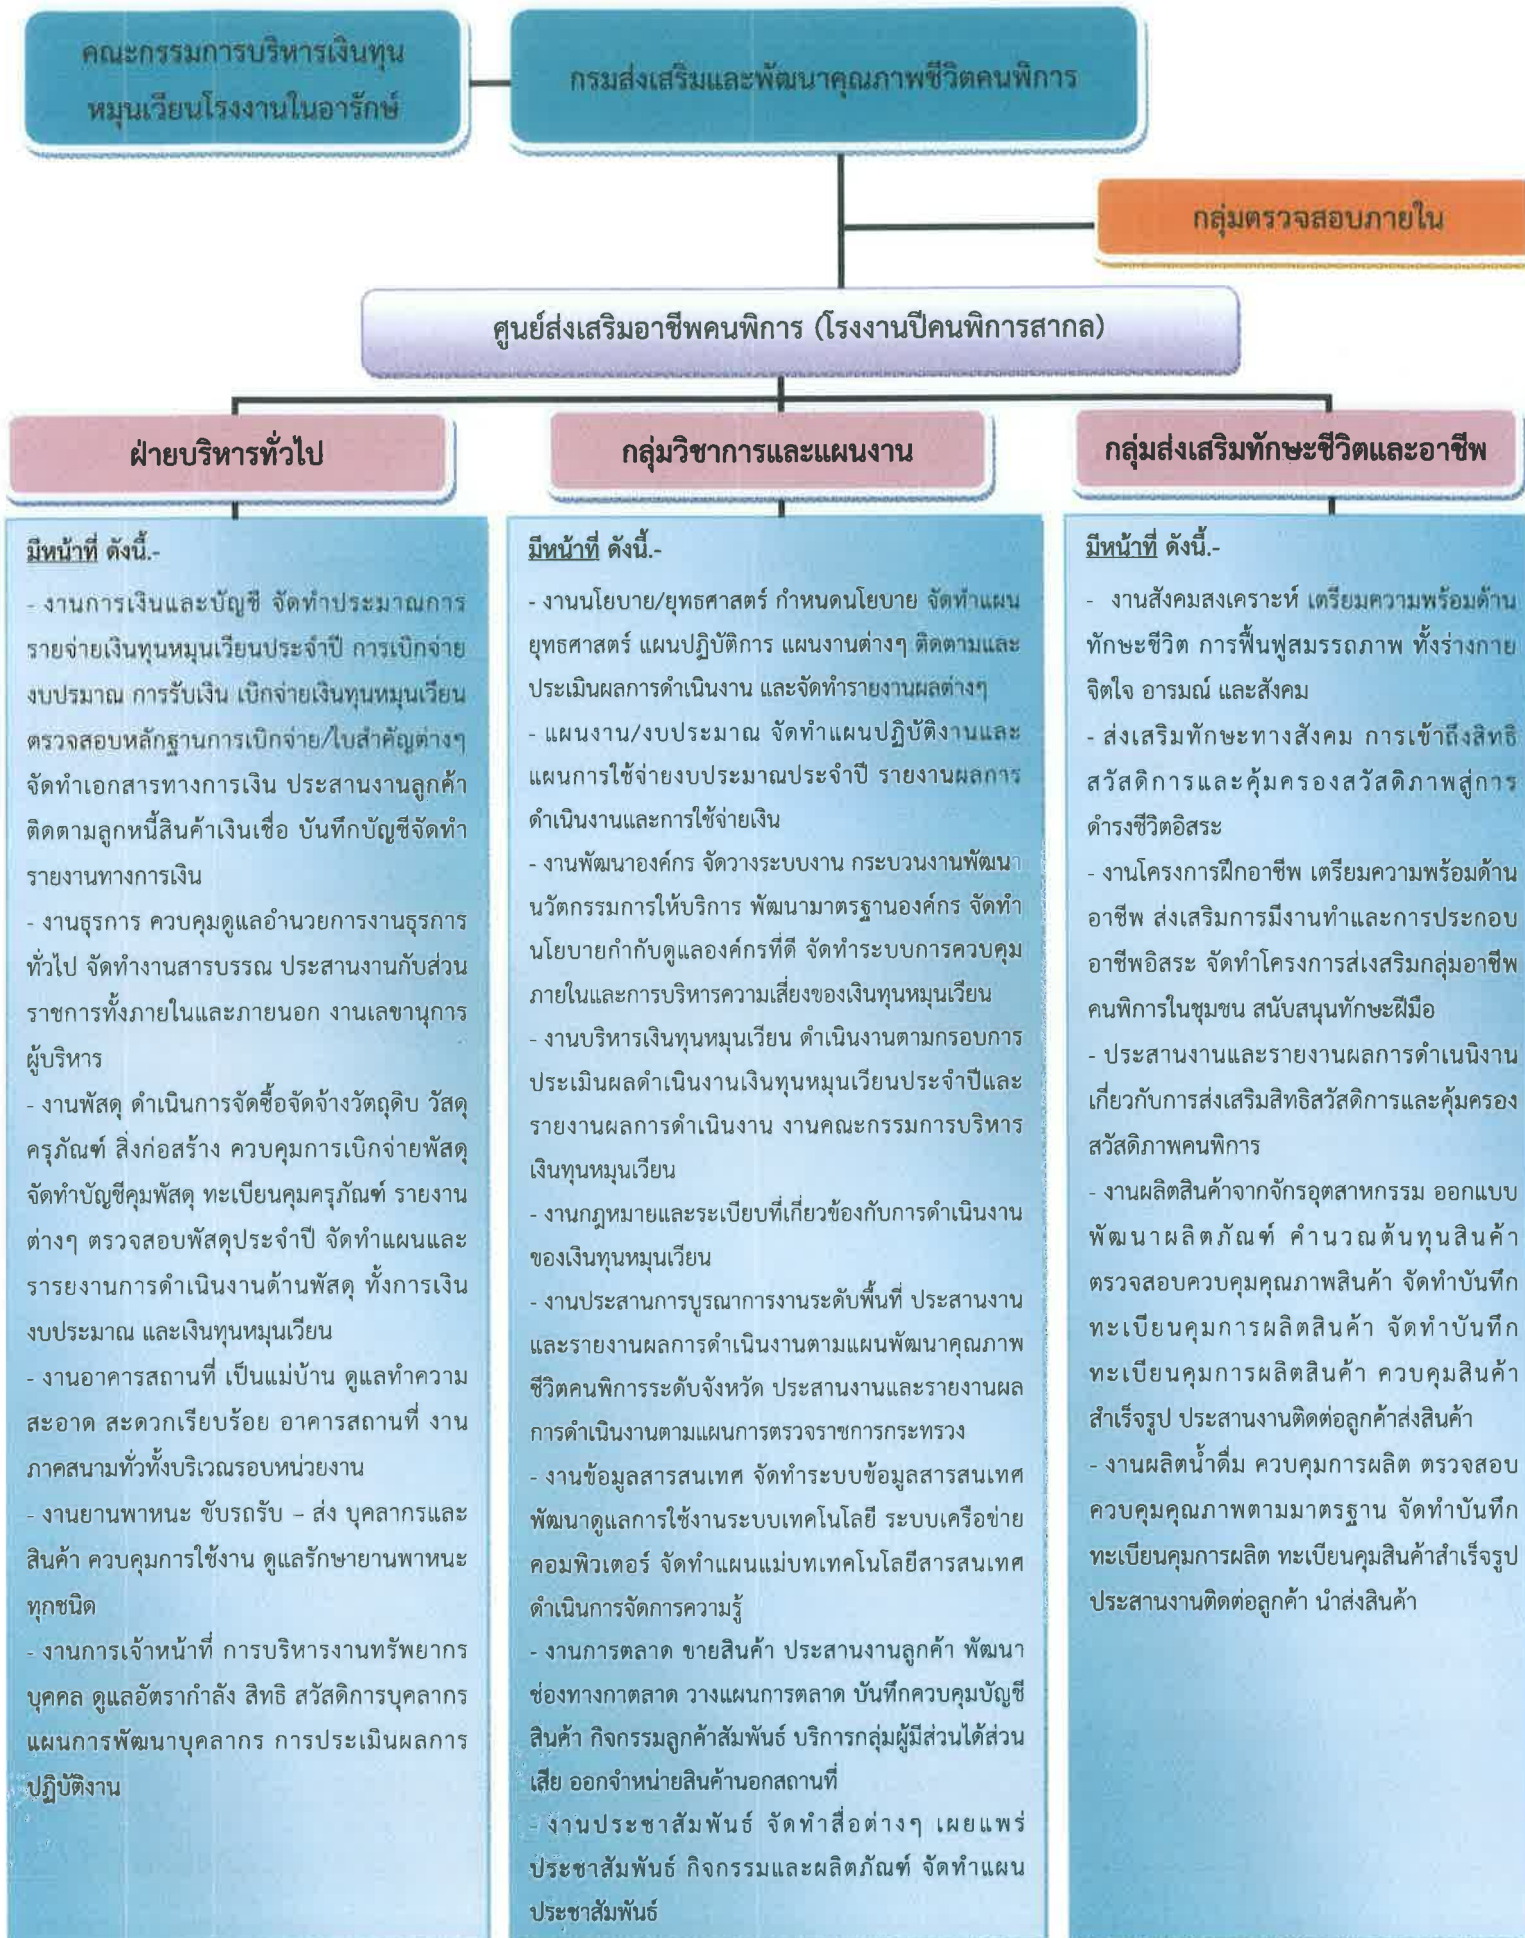 คณะกรรมการบริหารเงินทุน
หมุนเวียนโรงงานในอารักษ์
กรมส่งเสริมและพัฒนาคุณภาพชีวิตคนพิการ
กลุ่มตรวจสอบภายใน
ศูนย์ส่งเสริมอาชีพคนพิการ (โรงงานปีคนพิการสากล)
ฝ่ายบริหารทั่วไป
มีหน้าที่ ดังนี้.-
- งานการเงินและบัญชี จัดทำประมาณการ
รายจ่ายเงินทุนหมุนเวียนประจำปี การเบิกจ่าย
งบปรมาณ การรับเงิน เบิกจ่ายเงินทุนหมุนเวียน
ตรวจสอบหลักฐานการเบิกจ่าย/ใบสำคัญต่างๆ
จัดทำเอกสารทางการเงิน ประสานงานลูกค้า
ติดตามลูกหนี้สินค้าเงินเชื่อ บันทึกบัญชีจัดทำ
รายงานทางการเงิน
- งานธุรการ ควบคุมดูแลอำนวยการงานธุรการ
ทั่วไป จัดทำงานสารบรรณ ประสานงานกับส่วน
ราชการทั้งภายในและภายนอก งานเลขานุการ
ผู้บริหาร
- งานพัสดุ ดำเนินการจัดซื้อจัดจ้างวัตถุดิบ วัสดุ
ครุภัณฑ์ สิ่งก่อสร้าง ควบคุมการเบิกจ่ายพัสดุ
จัดทำบัญชีคุมพัสดุ ทะเบียนคุมครุภัณฑ์ รายงาน
ต่างๆ ตรวจสอบพัสดุประจำปี จัดทำแผนและ
รารยงานการดำเนินงานด้านพัสดุ ทั้งการเงิน
งบประมาณ และเงินทุนหมุนเวียน
- งานอาคารสถานที่ เป็นแม่บ้าน ดูแลทำความ
สะอาด สะดวกเรียบร้อย อาคารสถานที่ งาน
ภาคสนามทั่วทั้งบริเวณรอบหน่วยงาน
- งานยานพาหนะ ขับรถรับ – ส่ง บุคลากรและ
สินค้า ควบคุมการใช้งาน ดูแลรักษายานพาหนะ
ทุกชนิด
- งานการเจ้าหน้าที่ การบริหารงานทรัพยากร
บุคคล ดูแลอัตรากำลัง สิทธิ สวัสดิการบุคลากร
แผนการพัฒนาบุคลากร การประเมินผลการ
ปฏิบัติงาน
กลุ่มวิชาการและแผนงาน
มีหน้าที่ ดังนี้.-
- งานนโยบาย/ยุทธศาสตร์ กำหนดนโยบาย จัดทำแผน
ยุทธศาสตร์ แผนปฏิบัติการ แผนงานต่างๆ ติดตามและ
ประเมินผลการดำเนินงาน และจัดทำรายงานผลต่างๆ
- แผนงาน/งบประมาณ จัดทำแผนปฏิบัติงานและ
แผนการใช้จ่ายงบประมาณประจำปี รายงานผลการ
ดำเนินงานและการใช้จ่ายเงิน
- งานพัฒนาองค์กร จัดวางระบบงาน กระบวนงานพัฒนา
นวัตกรรมการให้บริการ พัฒนามาตรฐานองค์กร จัดทำ
นโยบายกำกับดูแลองค์กรที่ดี จัดทำระบบการควบคุม
ภายในและการบริหารความเสี่ยงของเงินทุนหมุนเวียน
- งานบริหารเงินทุนหมุนเวียน ดำเนินงานตามกรอบการ
ประเมินผลดำเนินงานเงินทุนหมุนเวียนประจำปีและ
รายงานผลการดำเนินงาน งานคณะกรรมการบริหาร
เงินทุนหมุนเวียน
- งานกฎหมายและระเบียบที่เกี่ยวข้องกับการดำเนินงาน
ของเงินทุนหมุนเวียน
- งานประสานการบูรณาการงานระดับพื้นที่ ประสานงาน
และรายงานผลการดำเนินงานตามแผนพัฒนาคุณภาพ
ชีวิตคนพิการระดับจังหวัด ประสานงานและรายงานผล
การดำเนินงานตามแผนการตรวจราชการกระทรวง
- งานข้อมูลสารสนเทศ จัดทำระบบข้อมูลสารสนเทศ
พัฒนาดูแลการใช้งานระบบเทคโนโลยี ระบบเครือข่าย
คอมพิวเตอร์ จัดทำแผนแม่บทเทคโนโลยีสารสนเทศ
ดำเนินการจัดการความรู้
- งานการตลาด ขายสินค้า ประสานงานลูกค้า พัฒนา
ช่องทางกาตลาด วางแผนการตลาด บันทึกควบคุมบัญชี
สินค้า กิจกรรมลูกค้าสัมพันธ์ บริการกลุ่มผู้มีส่วนได้ส่วน
เสีย ออกจำหน่ายสินค้านอกสถานที่
- งานประชาสัมพันธ์ จัดทำสื่อต่างๆ เผยแพร่
ประชาสัมพันธ์ กิจกรรมและผลิตภัณฑ์ จัดทำแผน
ประชาสัมพันธ์
กลุ่มส่งเสริมทักษะชีวิตและอาชีพ
มีหน้าที่ ดังนี้.-
- งานสังคมสงเคราะห์ เตรียมความพร้อมด้าน
ทักษะชีวิต การฟื้นฟูสมรรถภาพ ทั้งร่างกาย
จิตใจ อารมณ์ และสังคม
- ส่งเสริมทักษะทางสังคม การเข้าถึงสิทธิ
สวัสดิการและคุ้มครองสวัสดิภาพสู่การ
ดำรงชีวิตอิสระ
- งานโครงการฝึกอาชีพ เตรียมความพร้อมด้าน
อาชีพ ส่งเสริมการมีงานทำและการประกอบ
อาชีพอิสระ จัดทำโครงการส่เงสริมกลุ่มอาชีพ
คนพิการในชุมชน สนับสนุนทักษะฝีมือ
- ประสานงานและรายงานผลการดำเนนิงาน
เกี่ยวกับการส่งเสริมสิทธิสวัสดิการและคุ้มครอง
สวัสดิภาพคนพิการ
- งานผลิตสินค้าจากจักรอุตสาหกรรม ออกแบบ
พัฒนาผลิตภัณฑ์ คำนวณต้นทุนสินค้า
ตรวจสอบควบคุมคุณภาพสินค้า จัดทำบันทึก
ทะเบียนคุมการผลิตสินค้า จัดทำบันทึก
ทะเบียนคุมการผลิตสินค้า ควบคุมสินค้า
สำเร็จรูป ประสานงานติดต่อลูกค้าส่งสินค้า
- งานผลิตน้ำดื่ม ควบคุมการผลิต ตรวจสอบ
ควบคุมคุณภาพตามมาตรฐาน จัดทำบันทึก
ทะเบียนคุมการผลิต ทะเบียนคุมสินค้าสำเร็จรูป
ประสานงานติดต่อลูกค้า นำส่งสินค้า